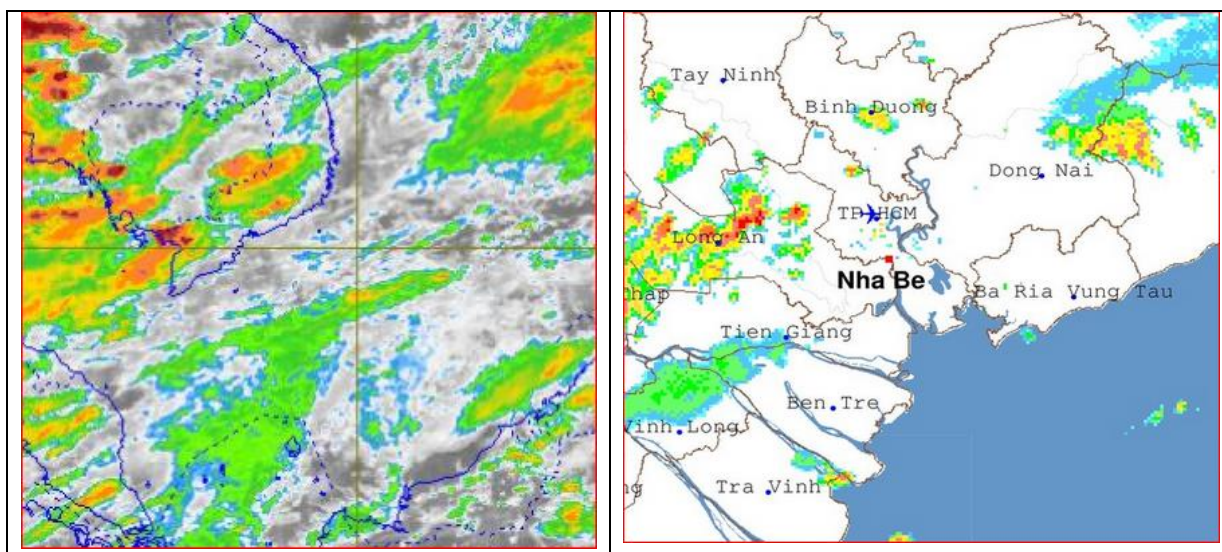 Tay Ninh
Binh Duong
Dong Nai
TP HCM
Long An
Nha Be
hap
Ba Ria Vung Tau
Tien Giang
Ben Tre
Vinh Long
Tra Vinh
ng